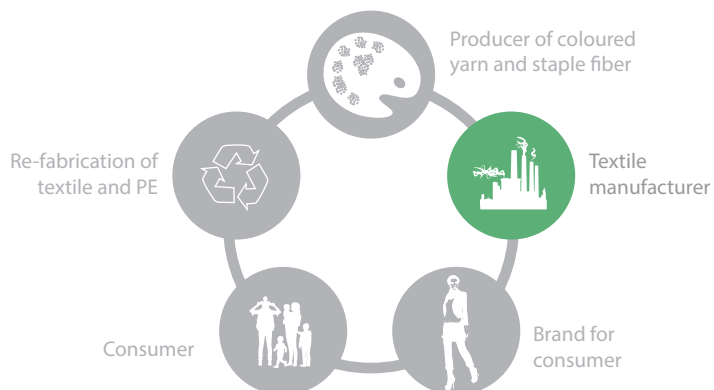 Producer of coloured
yarn and staple fiber
Re-fabrication of
textile and PE
Textile
manufacturer
Consumer
Brand for
consumer